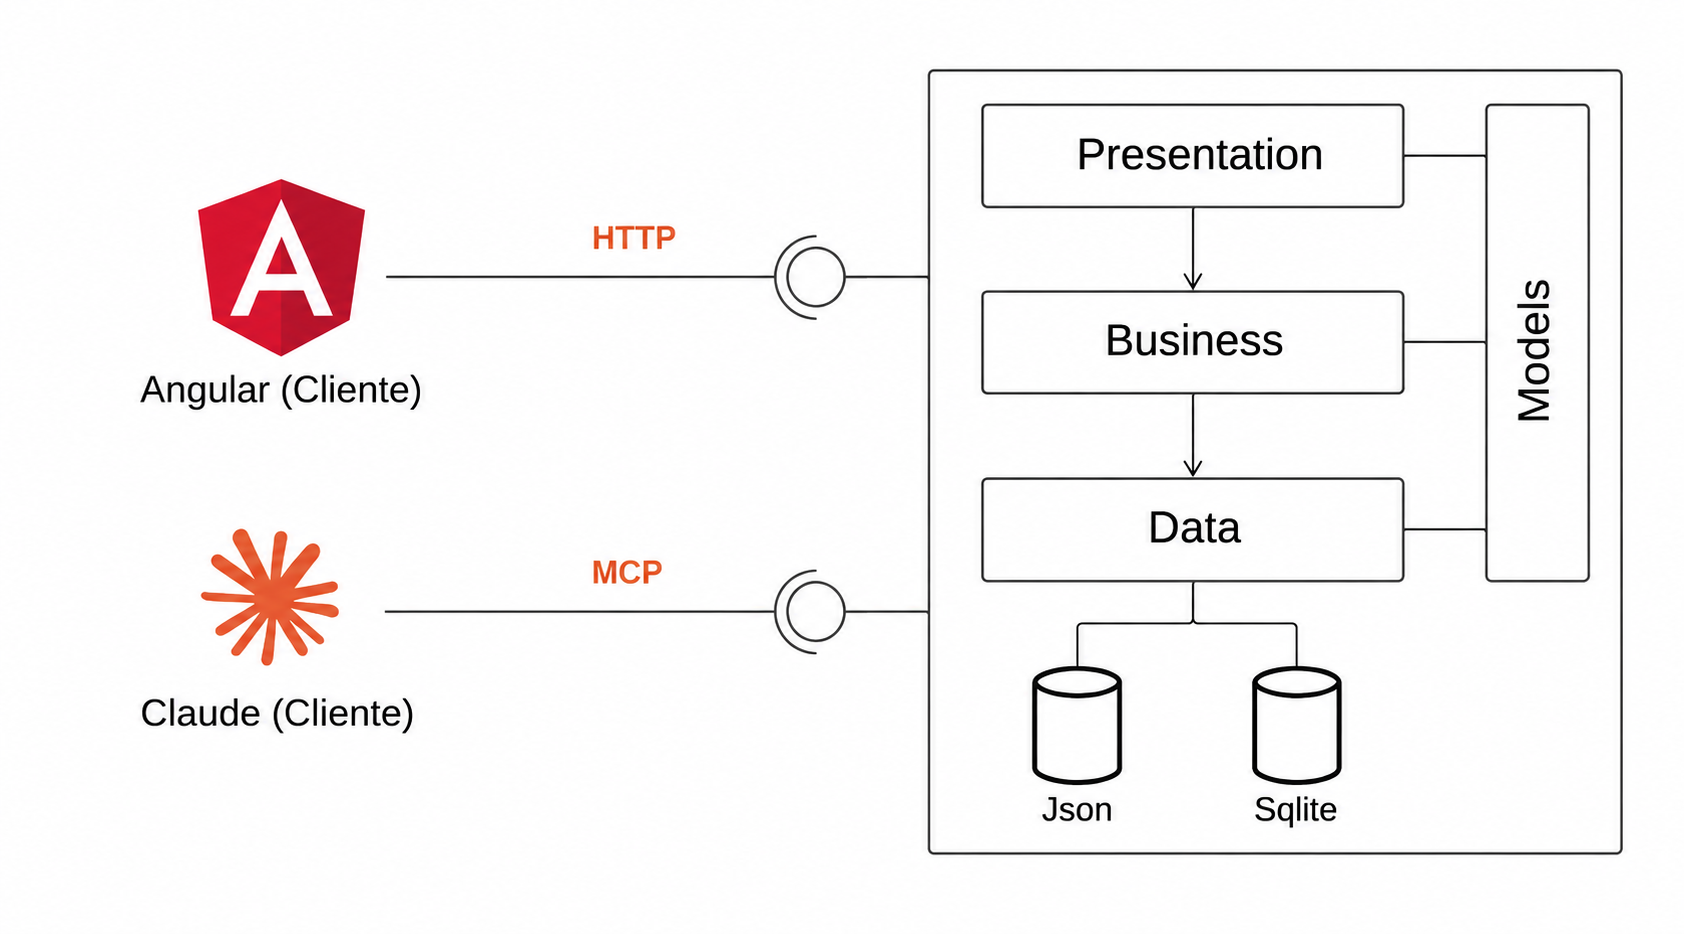 Presentation
HTTP
Angular (Cliente)
Business
Models
Data
MCP
Claude (Cliente)
Json
Sqlite